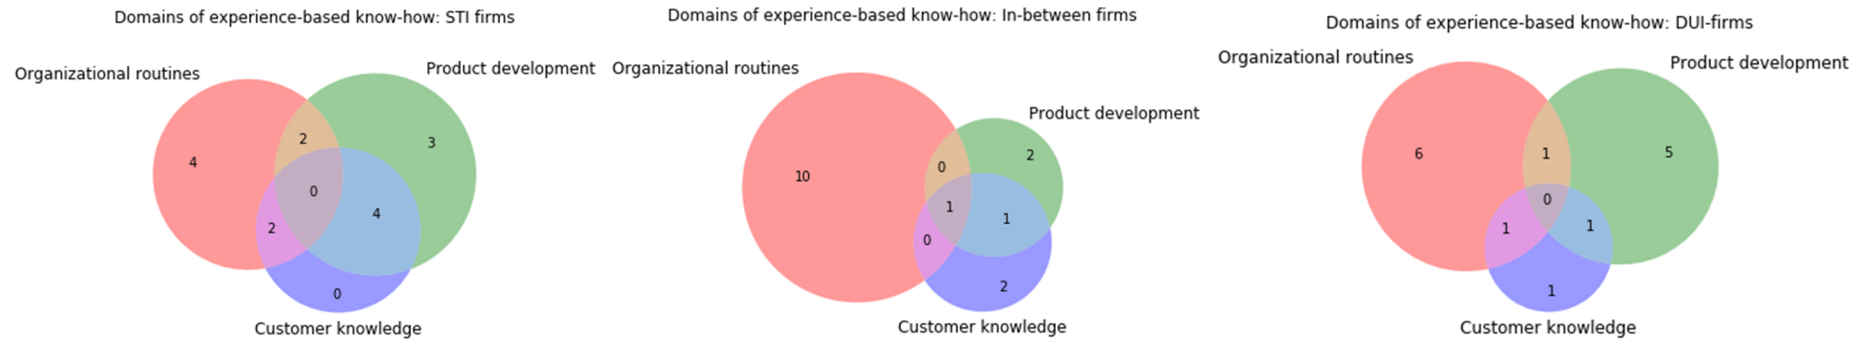 Domains of experience-based know-how: STI firms
Organizational routines
Product development
2
3
4
0
4
2
0
Customer knowledge
Domains of experience-based know-how: In-between firms
Organizational routines
Product development
2
0
10
1
1
0
2
Customer knowledge
Domains of experience-based know-how: DUI-firms
Organizational routines
Product development
6
1
5
0
1
1
1
Customer knowledge